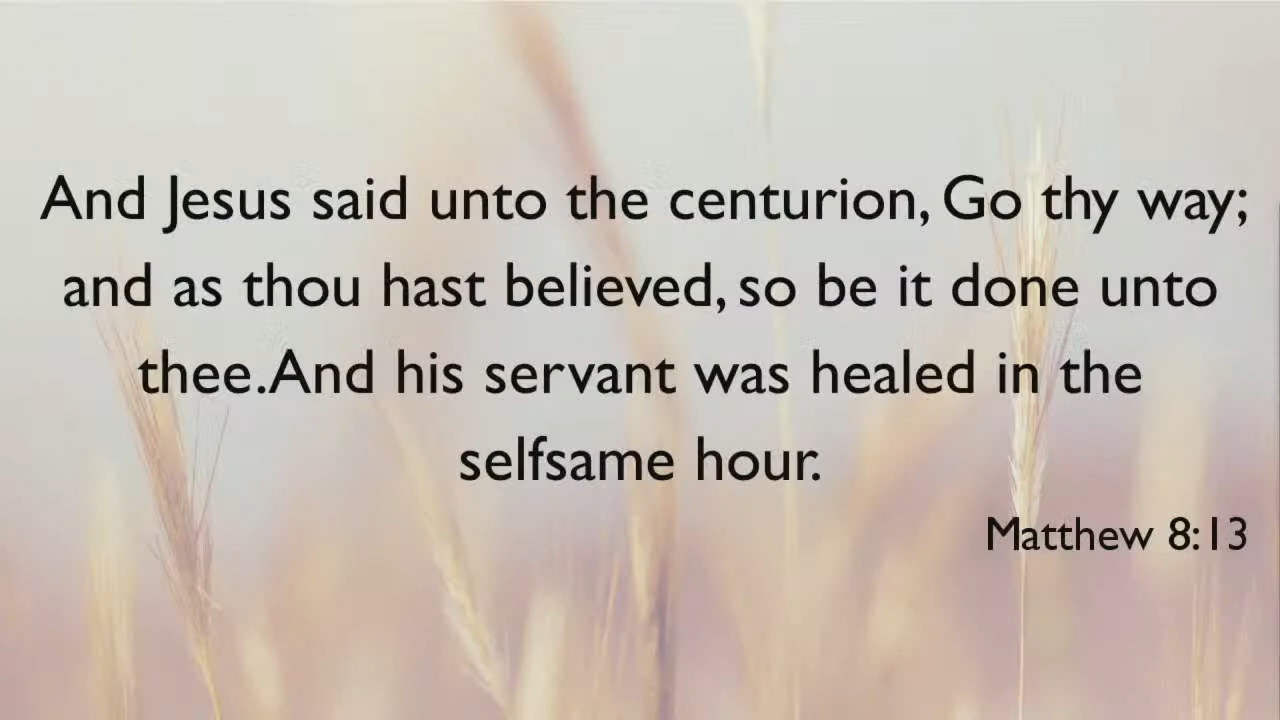 And Jesus said unto the centurion, Go thy way;
and as thou hast believed, so be it done unto
thee. And his servant was healed in the
selfsame hour.
Matthew 8:13